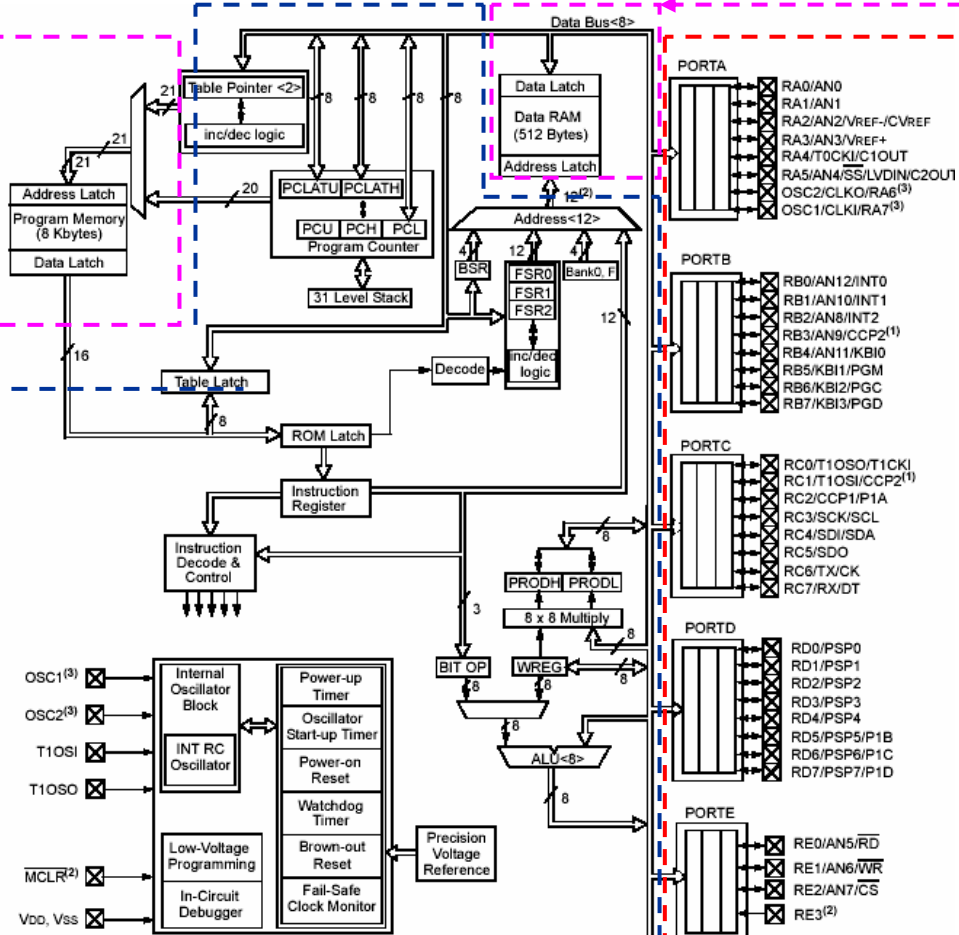 Data Bus<8>
21
Table Pointer <2>
8
8
8
8
inc/dec logic
21
21
Address Latch
Program Memory
(8 Kbytes)
Data Latch
20
PCLATU
PCLATH
PCU
PCH
PCL
Program Counter
31 Level Stack
16
Table Latch
8
Data Latch
Data RAM
(512 Bytes)
Address Latch
12(2)
Address<12>
4
12
4
BSR
FSR0
FSR1
FSR2
Bank0, F
12
inc/dec
logic
Decode
ROM Latch
Instruction
Register
Instruction
Decode &
Control
3
8
PRODH
PRODL
8 x 8 Multiply
8
BIT OP
WREG
8
8
8
8
ALU<8>
8
OSC1(3)
OSC2(3)
T1OSI
T1OSO
MCLR(2)
VDD, VSS
Internal
Oscillator
Block
INT RC
Oscillator
Low-Voltage
Programming
In-Circuit
Debugger
Power-up
Timer
Oscillator
Start-up Timer
Power-on
Reset
Watchdog
Timer
Brown-out
Reset
Fail-Safe
Clock Monitor
Precision
Voltage
Reference
PORTA
RA0/AN0
RA1/AN1
RA2/AN2/VREF-/CVREF
RA3/AN3/VREF+
RA4/T0CKI/C1OUT
RA5/AN4/SS/LVDIN/C2OUT
OSC2/CLKO/RA6(3)
OSC1/CLKI/RA7(3)
PORTB
RB0/AN12/INT0
RB1/AN10/INT1
RB2/AN8/INT2
RB3/AN9/CCP2(1)
RB4/AN11/KBI0
RB5/KBI1/PGM
RB6/KBI2/PGC
RB7/KBI3/PGD
PORTC
RC0/T1OSO/T1CKI
RC1/T1OSI/CCP2(1)
RC2/CCP1/P1A
RC3/SCK/SCL
RC4/SDI/SDA
RC5/SDO
RC6/TX/CK
RC7/RX/DT
PORTD
RD0/PSP0
RD1/PSP1
RD2/PSP2
RD3/PSP3
RD4/PSP4
RD5/PSP5/P1B
RD6/PSP6/P1C
RD7/PSP7/P1D
PORTE
RE0/AN5/RD
RE1/AN6/WR
RE2/AN7/CS
RE3(2)